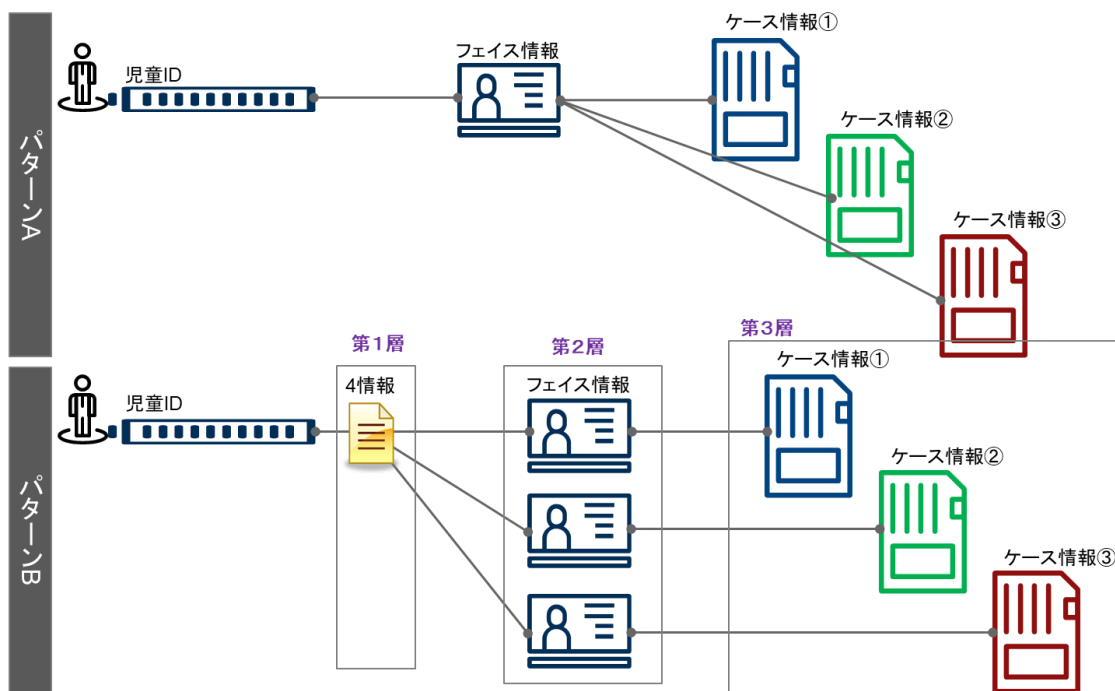 パターンA
児童ID
フェイス情報
ケース情報①
ケース情報②
ケース情報③
パターンB
児童ID
第1層
4情報
第2層
フェイス情報
第3層
ケース情報①
ケース情報②
ケース情報③